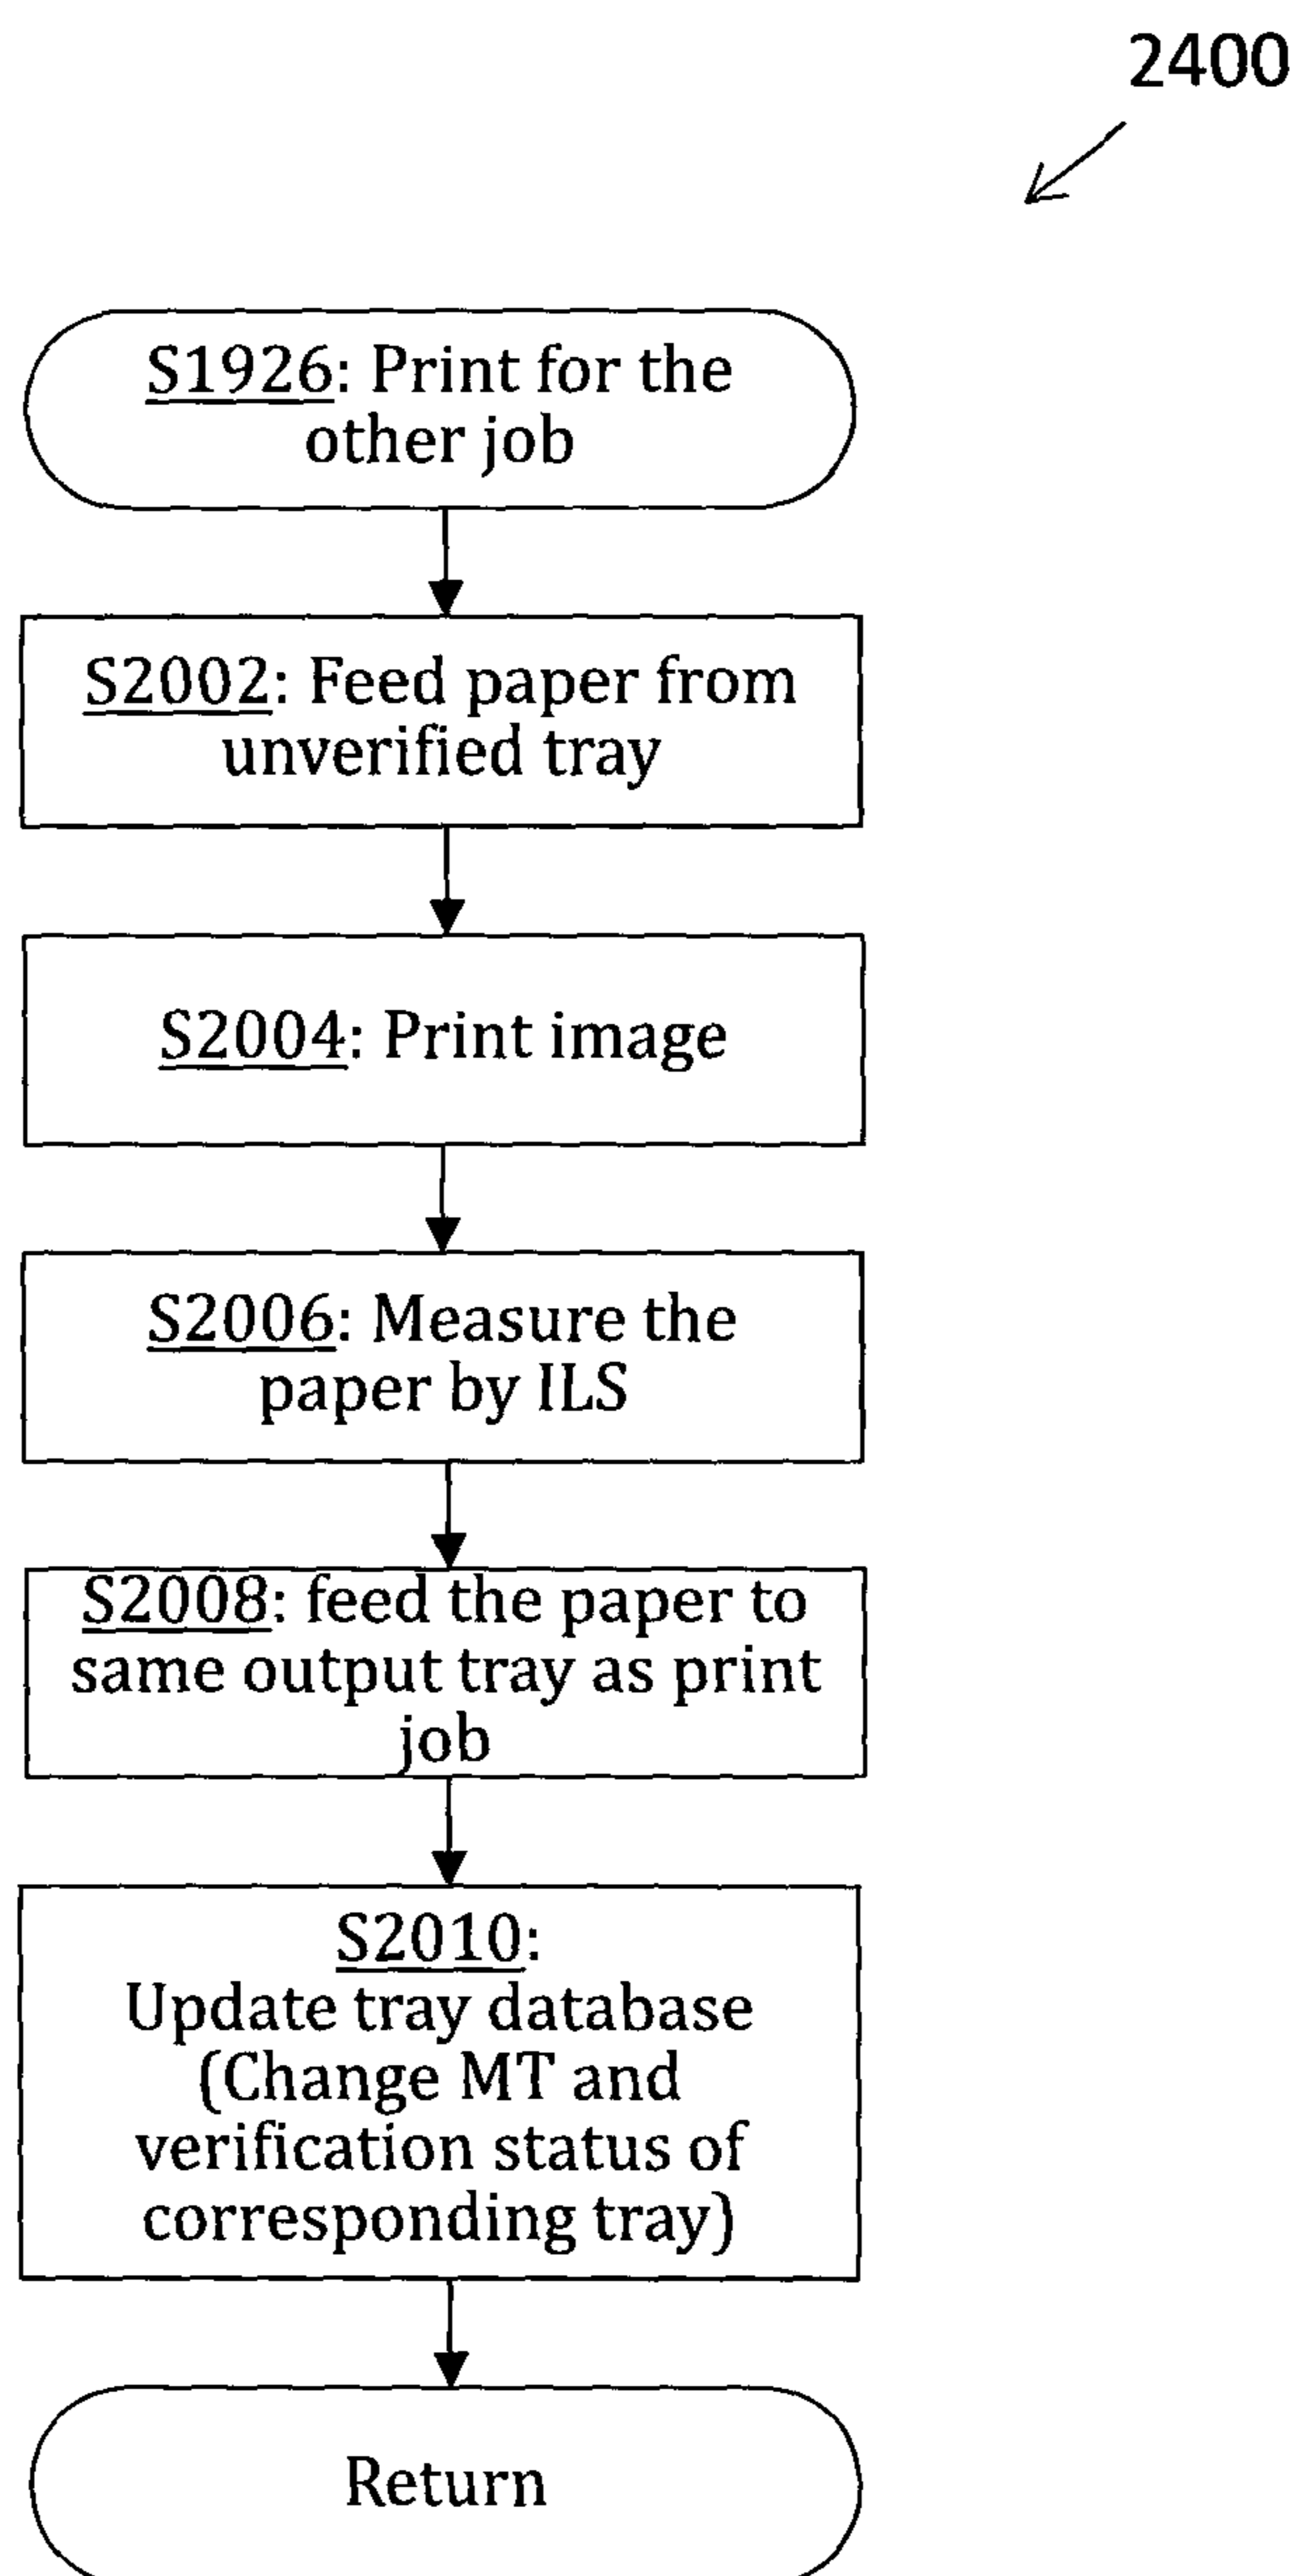 2400
S1926: Print for the
other job
S2002: Feed paper from
unverified tray
S2004: Print image
S2006: Measure the
paper by ILS
S2008: feed the paper to
same output tray as print
job
S2010:
Update tray database
(Change MT and
verification status of
corresponding tray)
Return